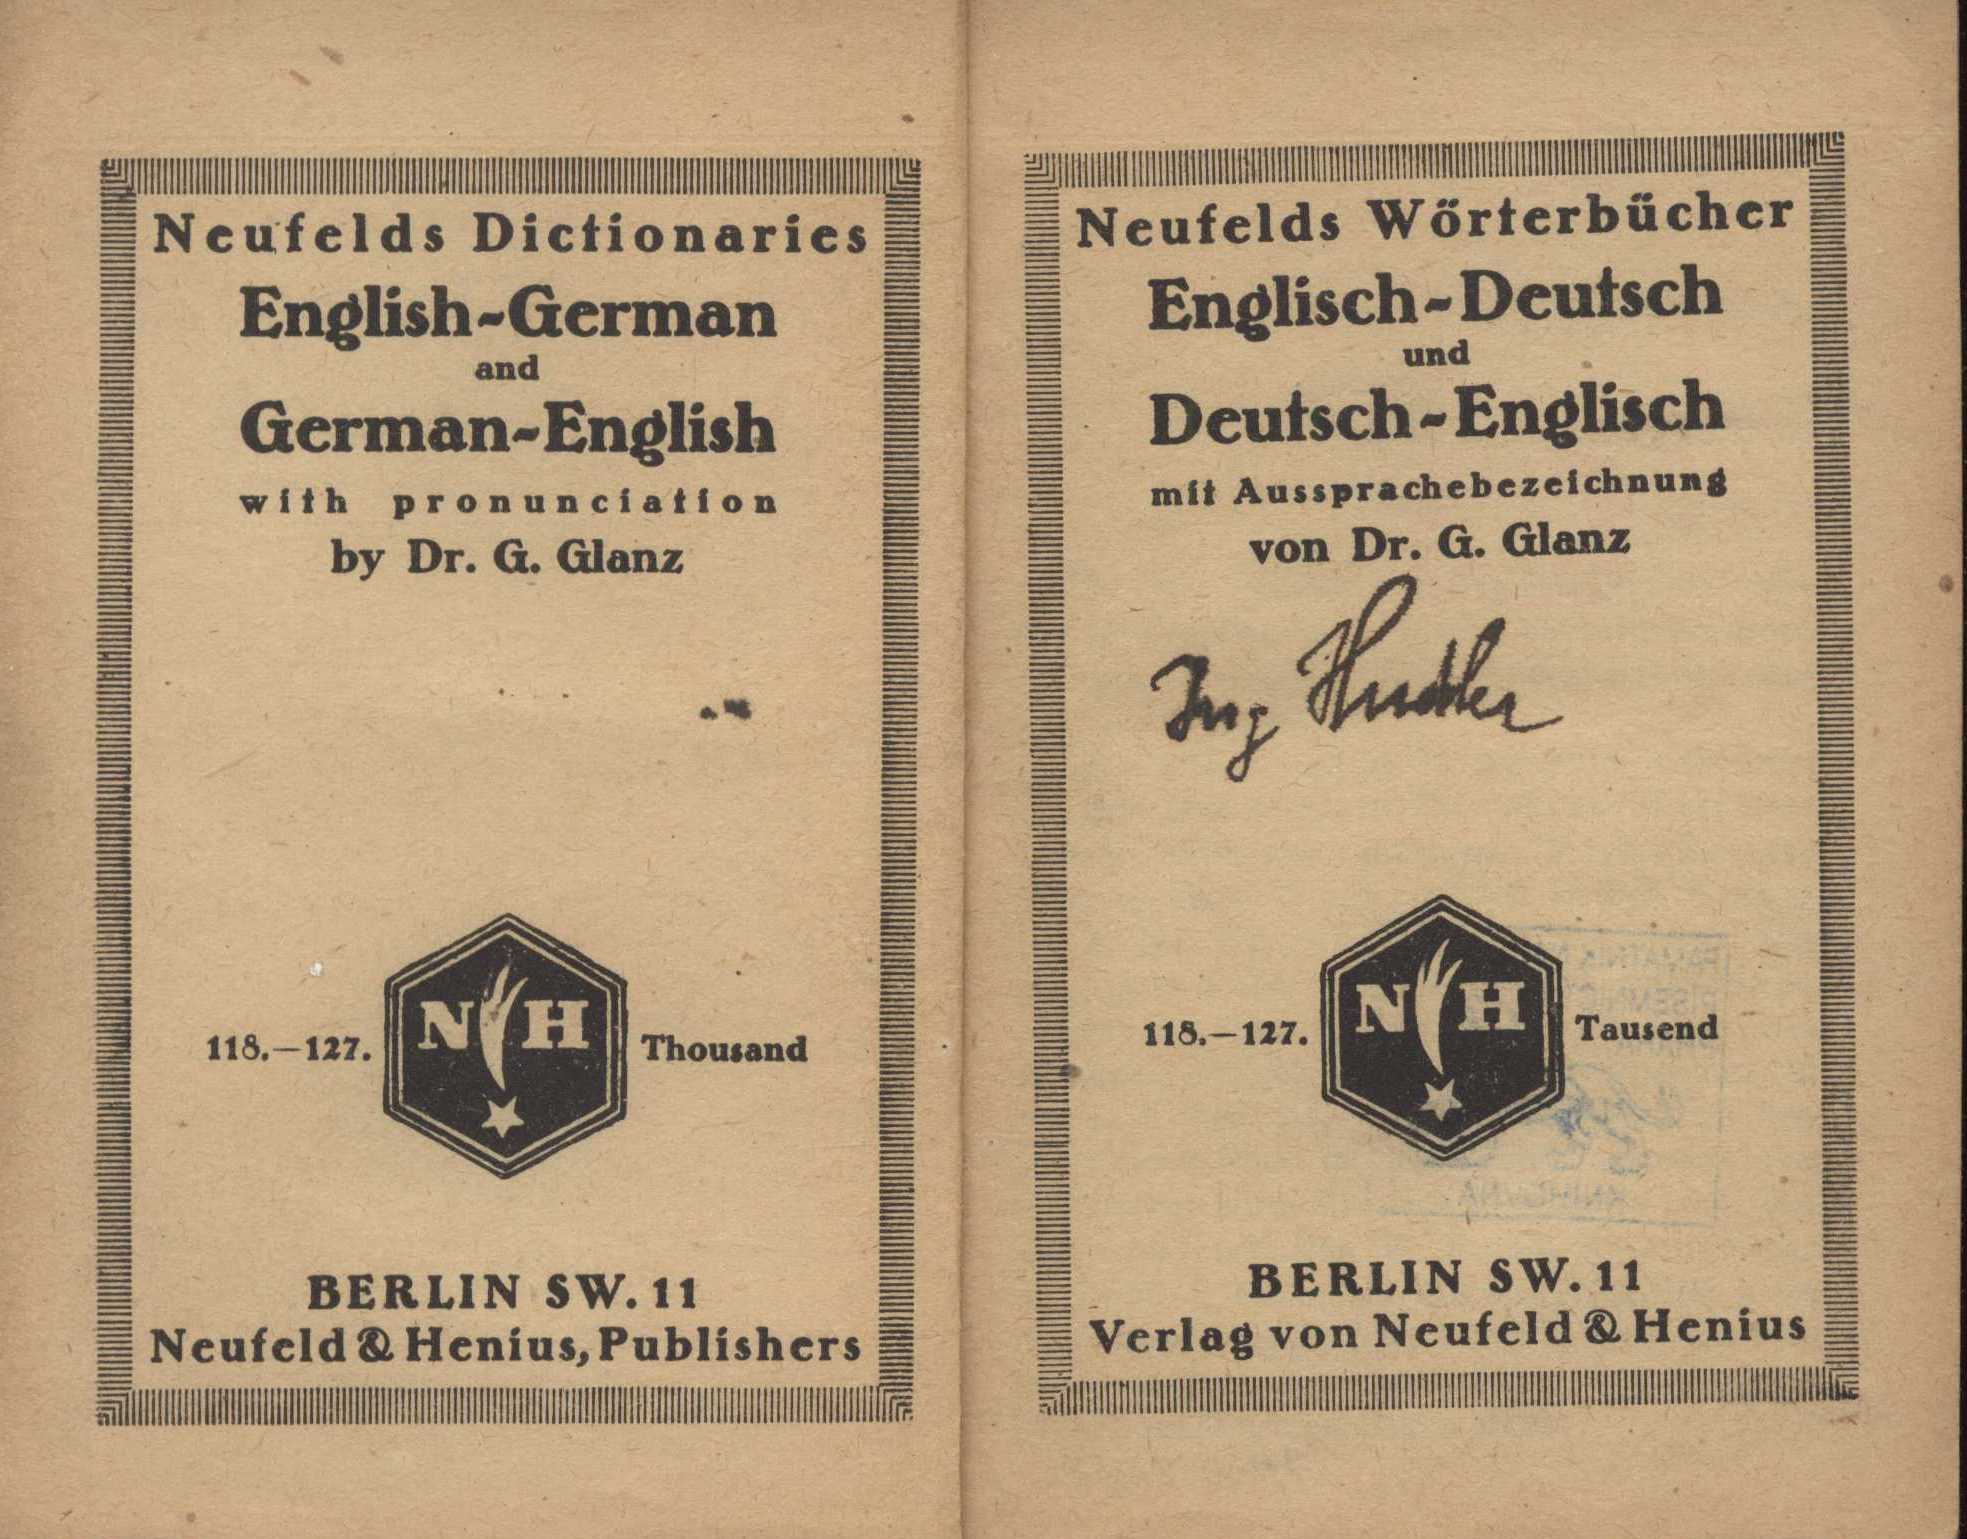 Neufelds Dictionaries
English-German
and
German-English
with pronunciation
by Dr. G. Glanz
118.—127.
N H
Thousand
BERLIN SW. 11
Neufeld & Henius, Publishers
Neufelds Wörterbücher
Englisch-Deutsch
und
Deutsch-Englisch
mit Aussprachebezeichnung
von Dr. G. Glanz
Ing Hudler
118.—127.
N H
Tausend
BERLIN SW. 11
Verlag von Neufeld & Henius